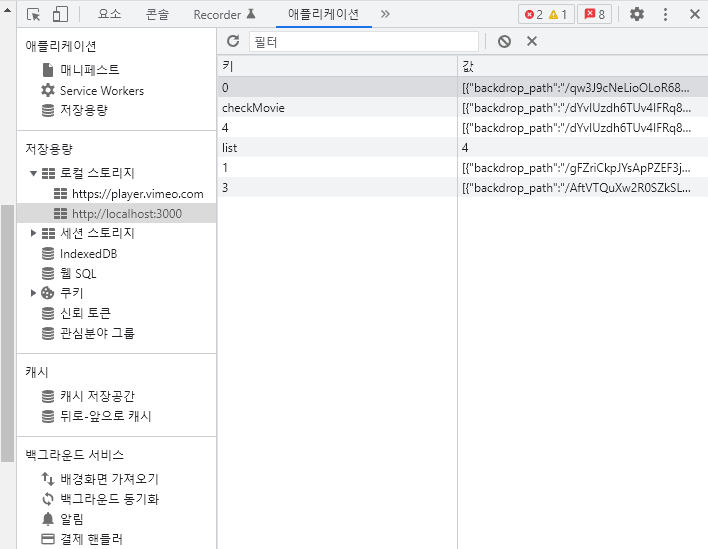 요소 콘솔 Recorder 애플리케이션 » 2 1 8
애플리케이션
매니페스트
Service Workers
저장용량
저장용량
로컬 스토리지
https://player.vimeo.com
http://localhost:3000
세션 스토리지
IndexedDB
웹 SQL
쿠키
신뢰 토큰
관심분야 그룹
캐시
캐시 저장공간
뒤로-앞으로 캐시
백그라운드 서비스
배경화면 가져오기
백그라운드 동기화
알림
결제 핸들러
필터
키 값
0 [{"backdrop_path":"/qw3J9cNeLioOLoR68...
checkMovie [{"backdrop_path":"/dYvIUzdh6TUv4IFRq8...
4 [{"backdrop_path":"/dYvIUzdh6TUv4IFRq8...
list 4
1 [{"backdrop_path":"/gFZriCkpJYsApPZEF3j...
3 [{"backdrop_path":"/AftVTQuXw2R0SZkSL...